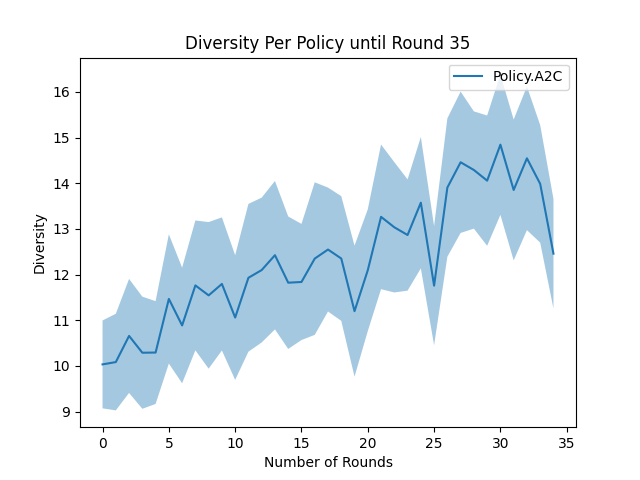 Diversity Per Policy until Round 35
Policy.A2C
16
15
14
13
12
11
10
9
Diversity
0 5 10 15 20 25 30 35
Number of Rounds